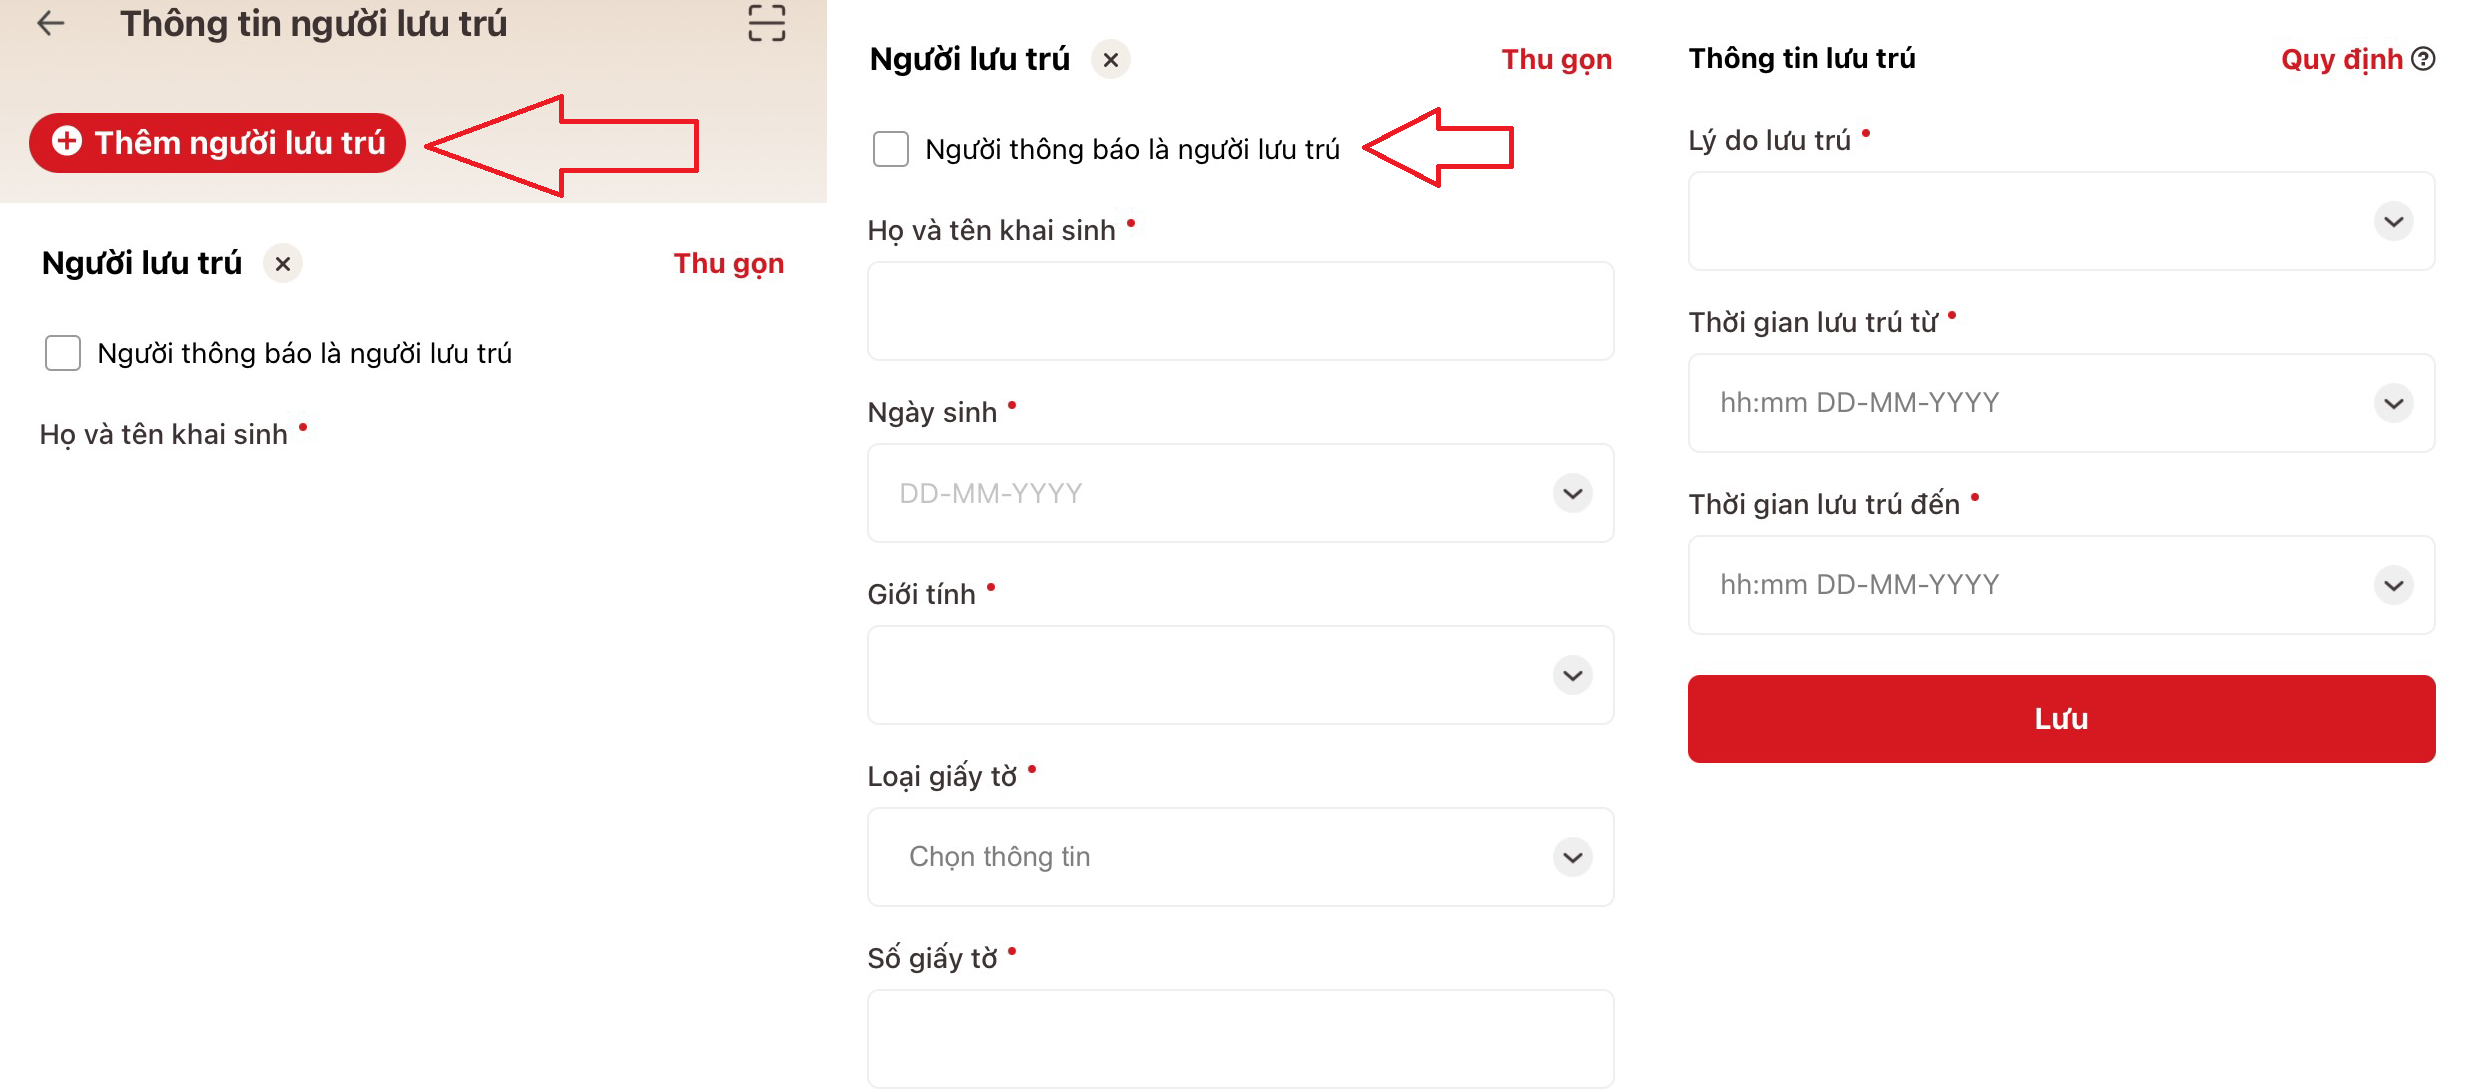 Thông tin người lưu trú
Thêm người lưu trú
Người lưu trú
Thu gọn
Người thông báo là người lưu trú
Họ và tên khai sinh
Người lưu trú
Thu gọn
Người thông báo là người lưu trú
Họ và tên khai sinh
Ngày sinh
DD-MM-YYYY
Giới tính
Loại giấy tờ
Chọn thông tin
Số giấy tờ
Thông tin lưu trú
Quy định
Lý do lưu trú
Thời gian lưu trú từ
hh:mm DD-MM-YYYY
Thời gian lưu trú đến
hh:mm DD-MM-YYYY
Lưu